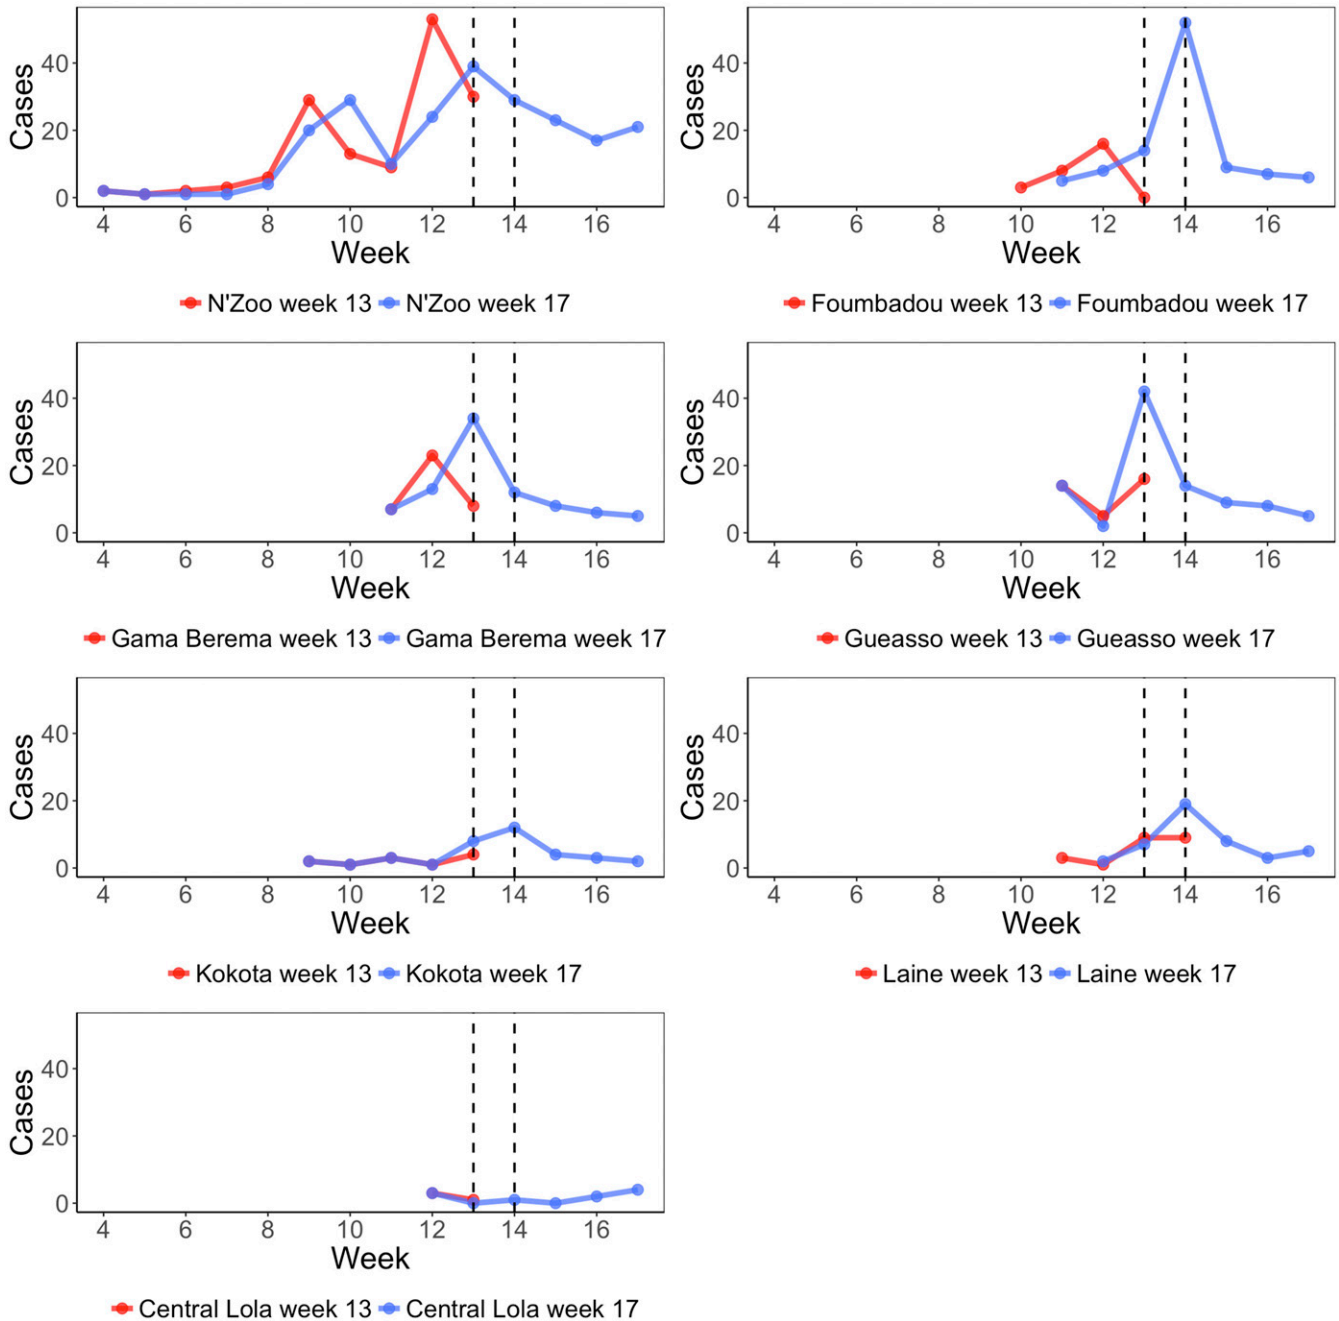 Cases
40
20
0
4 6 8 10 12 14 16
Week
N'Zoo week 13 N'Zoo week 17
Cases
40
20
0
4 6 8 10 12 14 16
Week
Foumbadou week 13 Foumbadou week 17
Cases
40
20
0
4 6 8 10 12 14 16
Week
Gama Berema week 13 Gama Berema week 17
Cases
40
20
0
4 6 8 10 12 14 16
Week
Gueasso week 13 Gueasso week 17
Cases
40
20
0
4 6 8 10 12 14 16
Week
Kokota week 13 Kokota week 17
Cases
40
20
0
4 6 8 10 12 14 16
Week
Laine week 13 Laine week 17
Cases
40
20
0
4 6 8 10 12 14 16
Week
Central Lola week 13 Central Lola week 17